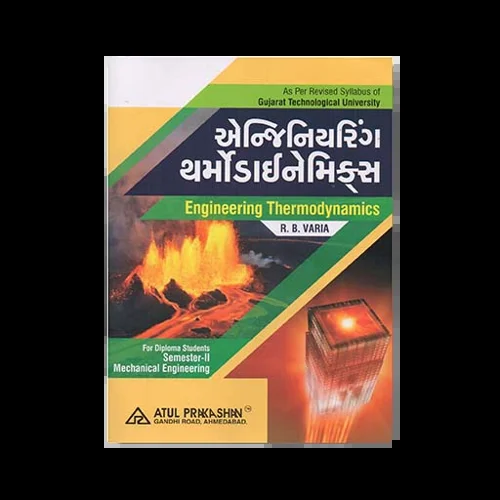 As Per Revised Syllabus of
Gujarat Technological University
એન્જિનિયરિંગ
થર્મોડાઈનેમિક્સ
Engineering Thermodynamics
R. B. VARIA
For Diploma Students
Semester-II
Mechanical Engineering
ATUL PRAKASHAN
GANDHI ROAD, AHMEDABAD.